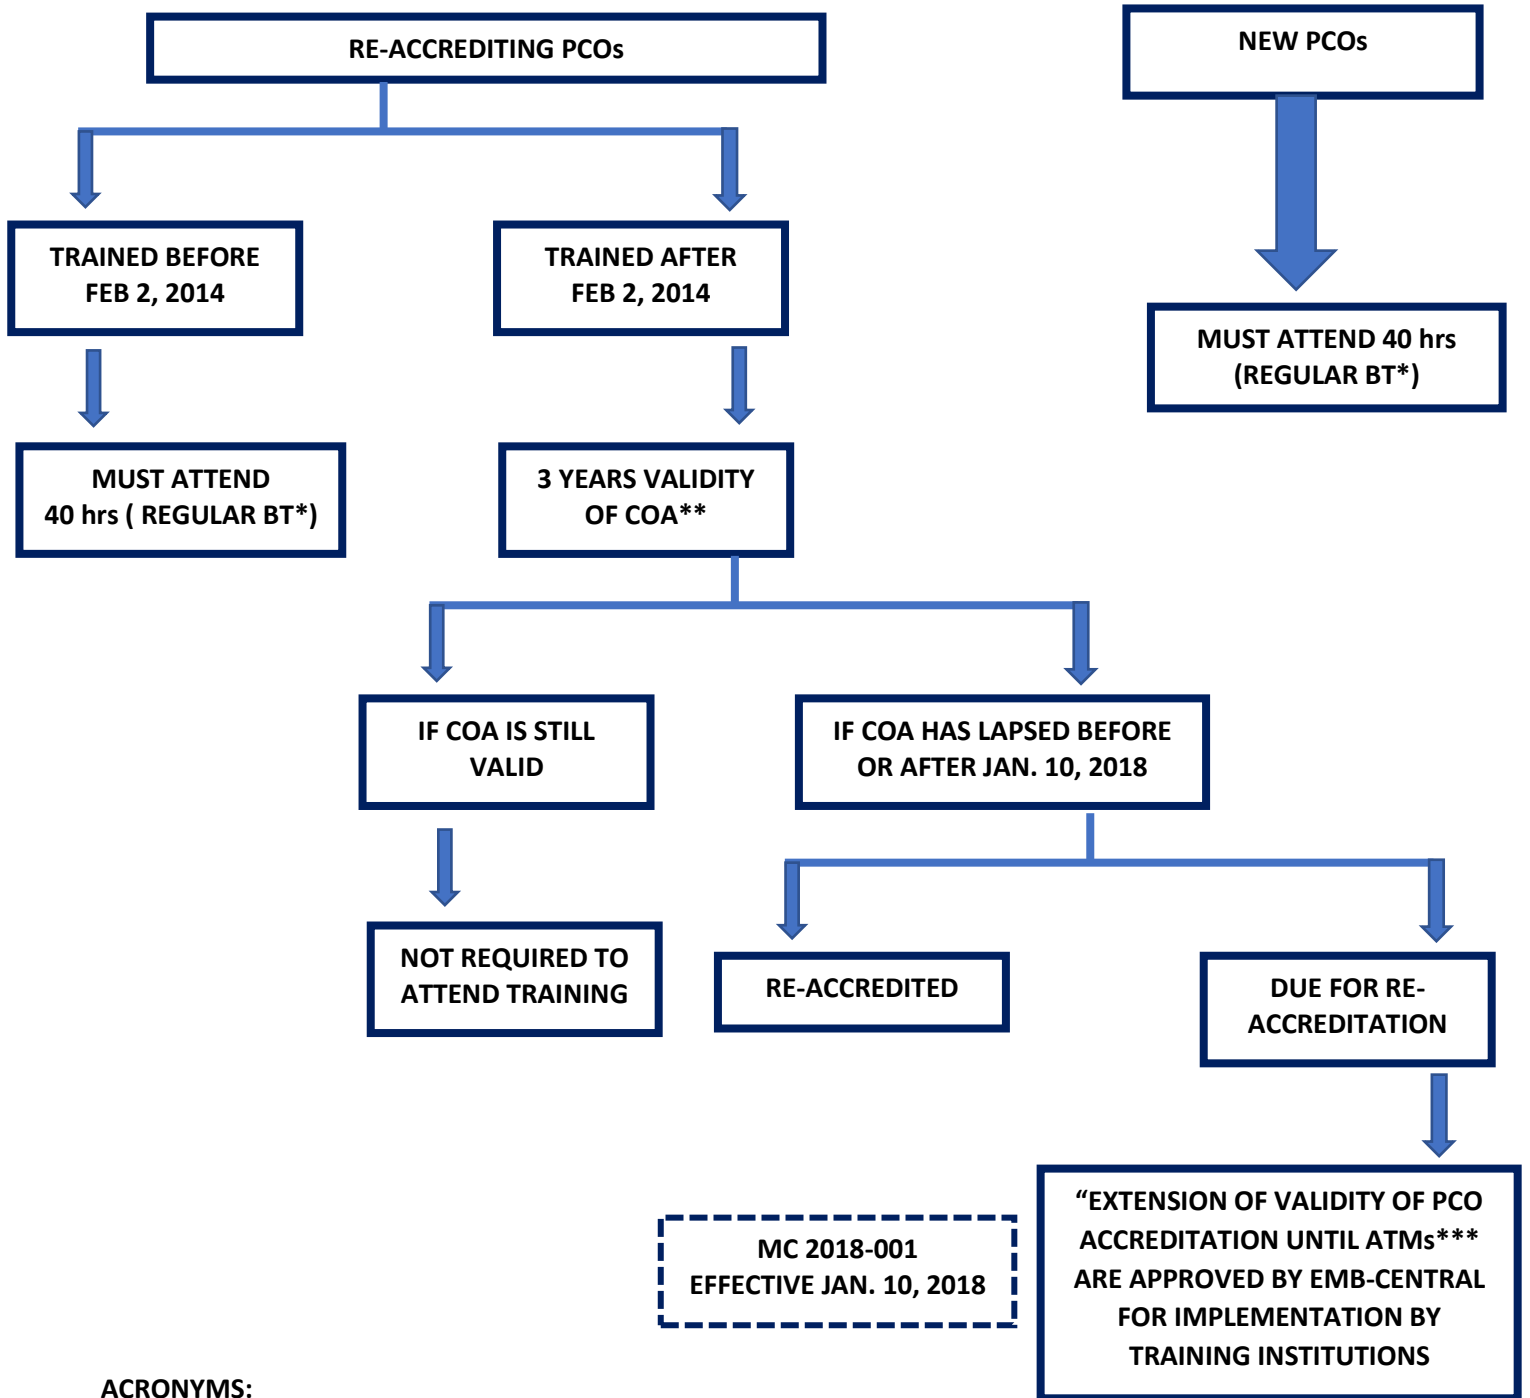 RE-ACCREDITING PCOs
NEW PCOs
TRAINED BEFORE
FEB 2, 2014
TRAINED AFTER
FEB 2, 2014
MUST ATTEND 40 hrs
(REGULAR BT*)
MUST ATTEND
40 hrs ( REGULAR BT*)
3 YEARS VALIDITY
OF COA**
IF COA IS STILL
VALID
IF COA HAS LAPSED BEFORE
OR AFTER JAN. 10, 2018
NOT REQUIRED TO
ATTEND TRAINING
RE-ACCREDITED
DUE FOR RE-
ACCREDITATION
MC 2018-001
EFFECTIVE JAN. 10, 2018
“EXTENSION OF VALIDITY OF PCO
ACCREDITATION UNTIL ATMs***
ARE APPROVED BY EMB-CENTRAL
FOR IMPLEMENTATION BY
TRAINING INSTITUTIONS
ACRONYMS: